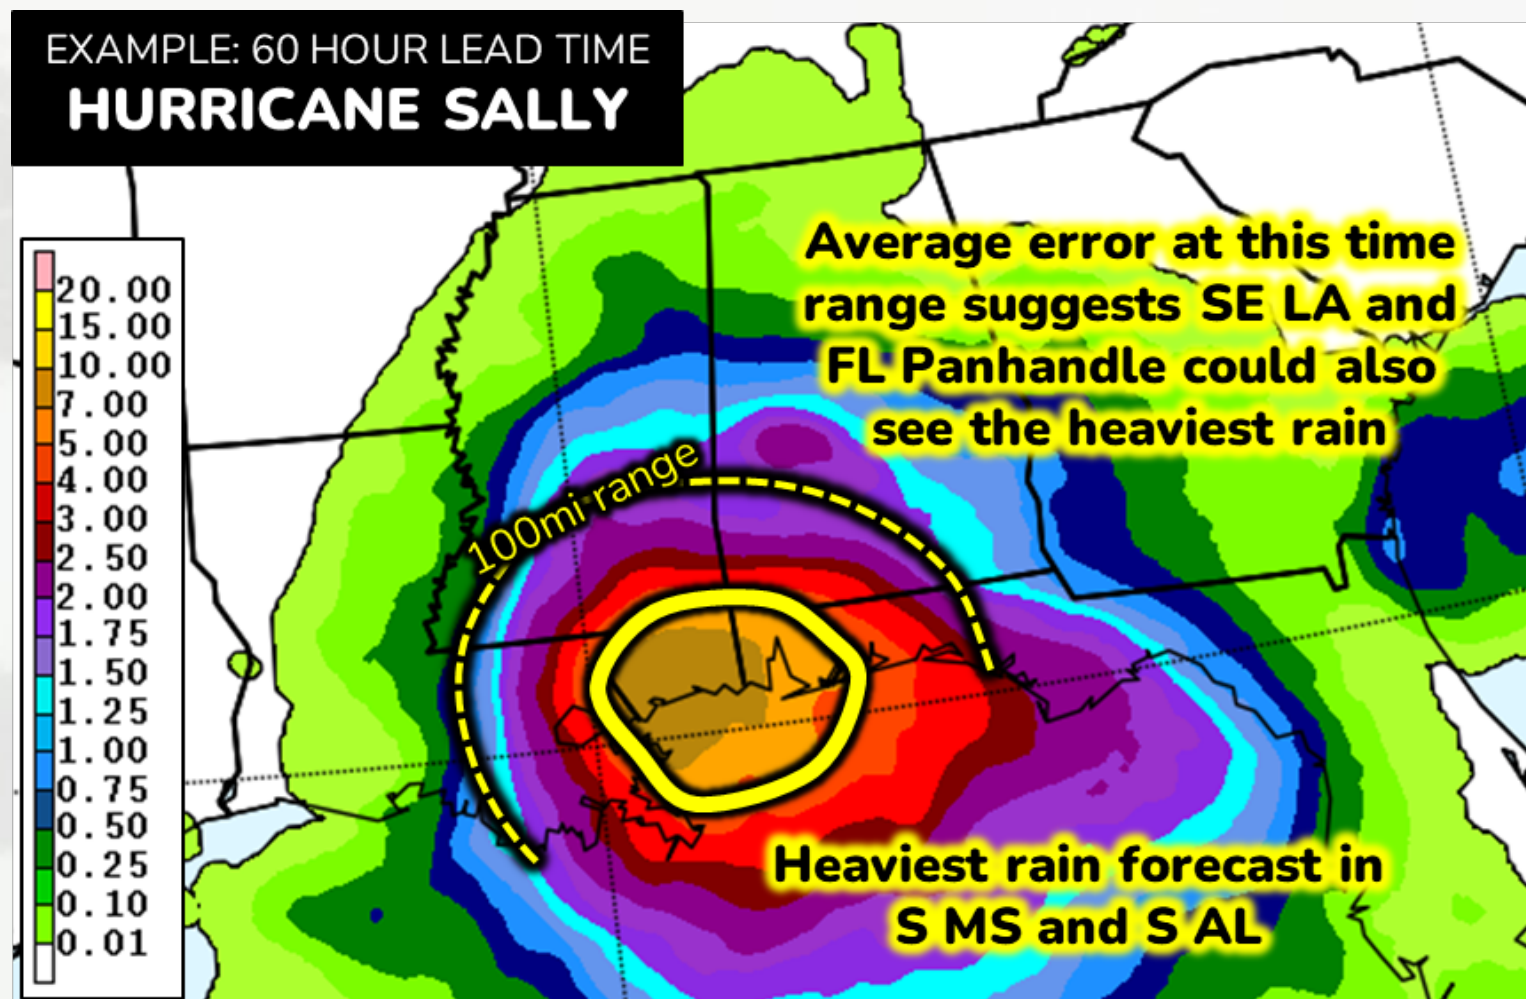 EXAMPLE: 60 HOUR LEAD TIME
HURRICANE SALLY
Average error at this time
range suggests SE LA and
FL Panhandle could also
see the heaviest rain
20.00
15.00
10.00
7.00
5.00
4.00
3.00
2.50
2.00
1.75
1.50
1.25
1.00
0.75
0.50
0.25
0.10
0.01
100mi range
Heaviest rain forecast in
S MS and S AL